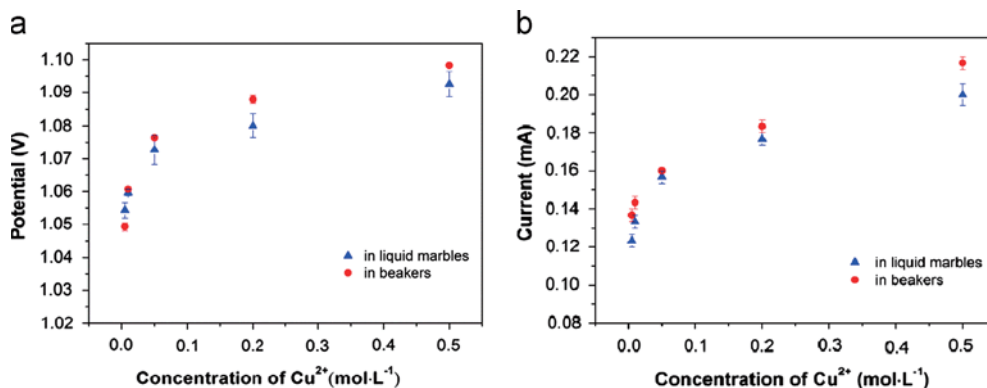 a
1.10
1.09
1.08
1.07
1.06
1.05
1.04
1.03
1.02
Potential (V)
0.0 0.1 0.2 0.3 0.4 0.5
Concentration of Cu²⁺(mol·L⁻¹)
in liquid marbles
in beakers
b
0.22
0.20
0.18
0.16
0.14
0.12
0.10
0.08
Current (mA)
0.0 0.1 0.2 0.3 0.4 0.5
Concentration of Cu²⁺ (mol·L⁻¹)
in liquid marbles
in beakers